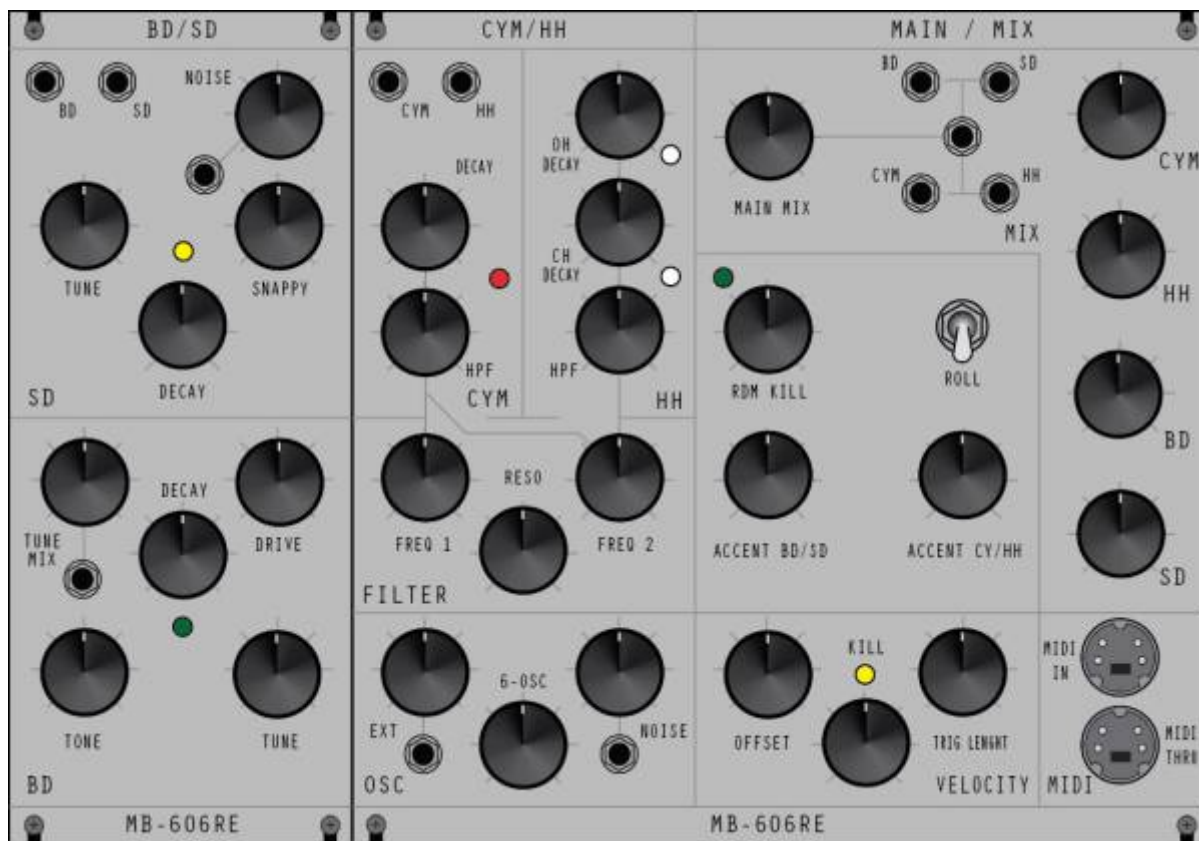 BD/SD
CYM/HH
MAIN / MIX
BD
SD
NOISE
TUNE
SNAPPY
DECAY
SD
TUNE
MIX
DECAY
DRIVE
TONE
TUNE
BD
MB-606RE
CYM
HH
DECAY
OH
DECAY
CH
DECAY
HPF
CYM
HPF
HH
FREQ 1
RESO
FREQ 2
FILTER
EXT
6-OSC
NOISE
OSC
BD
SD
MAIN MIX
CYM
HH
MIX
CYM
HH
BD
SD
RDM KILL
ROLL
ACCENT BD/SD
ACCENT CY/HH
OFFSET
KILL
TRIG LENGHT
VELOCITY
MIDI
IN
MIDI
THRU
MIDI
MB-606RE